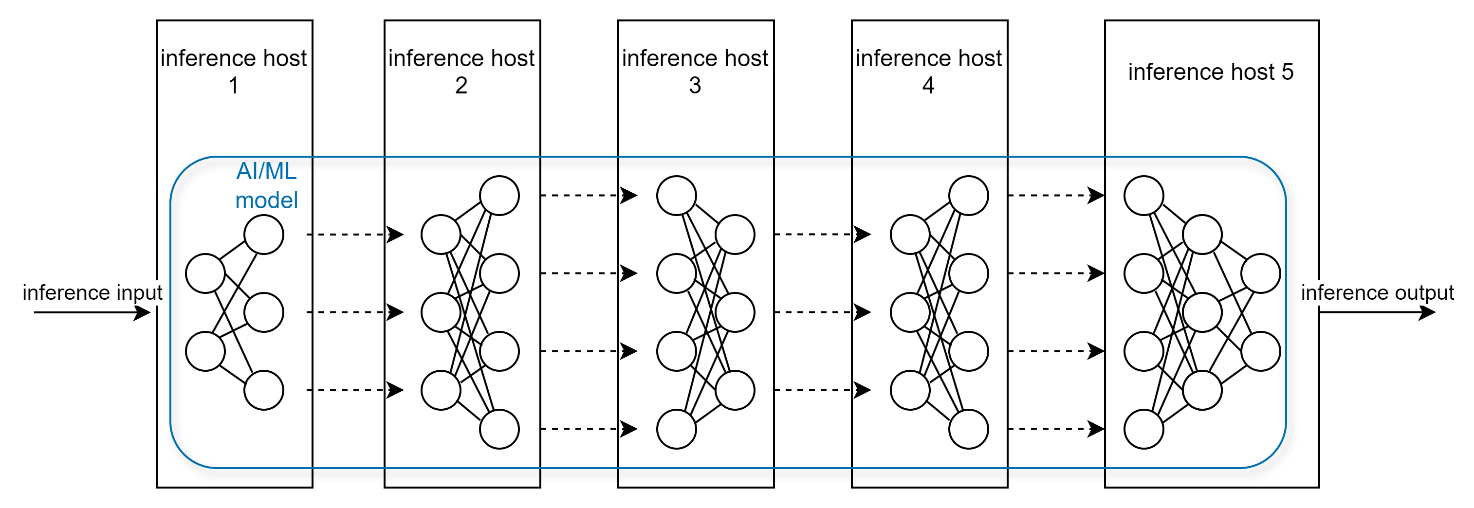 inference host
1
inference host
2
inference host
3
inference host
4
inference host 5
AI/ML
model
inference input
inference output